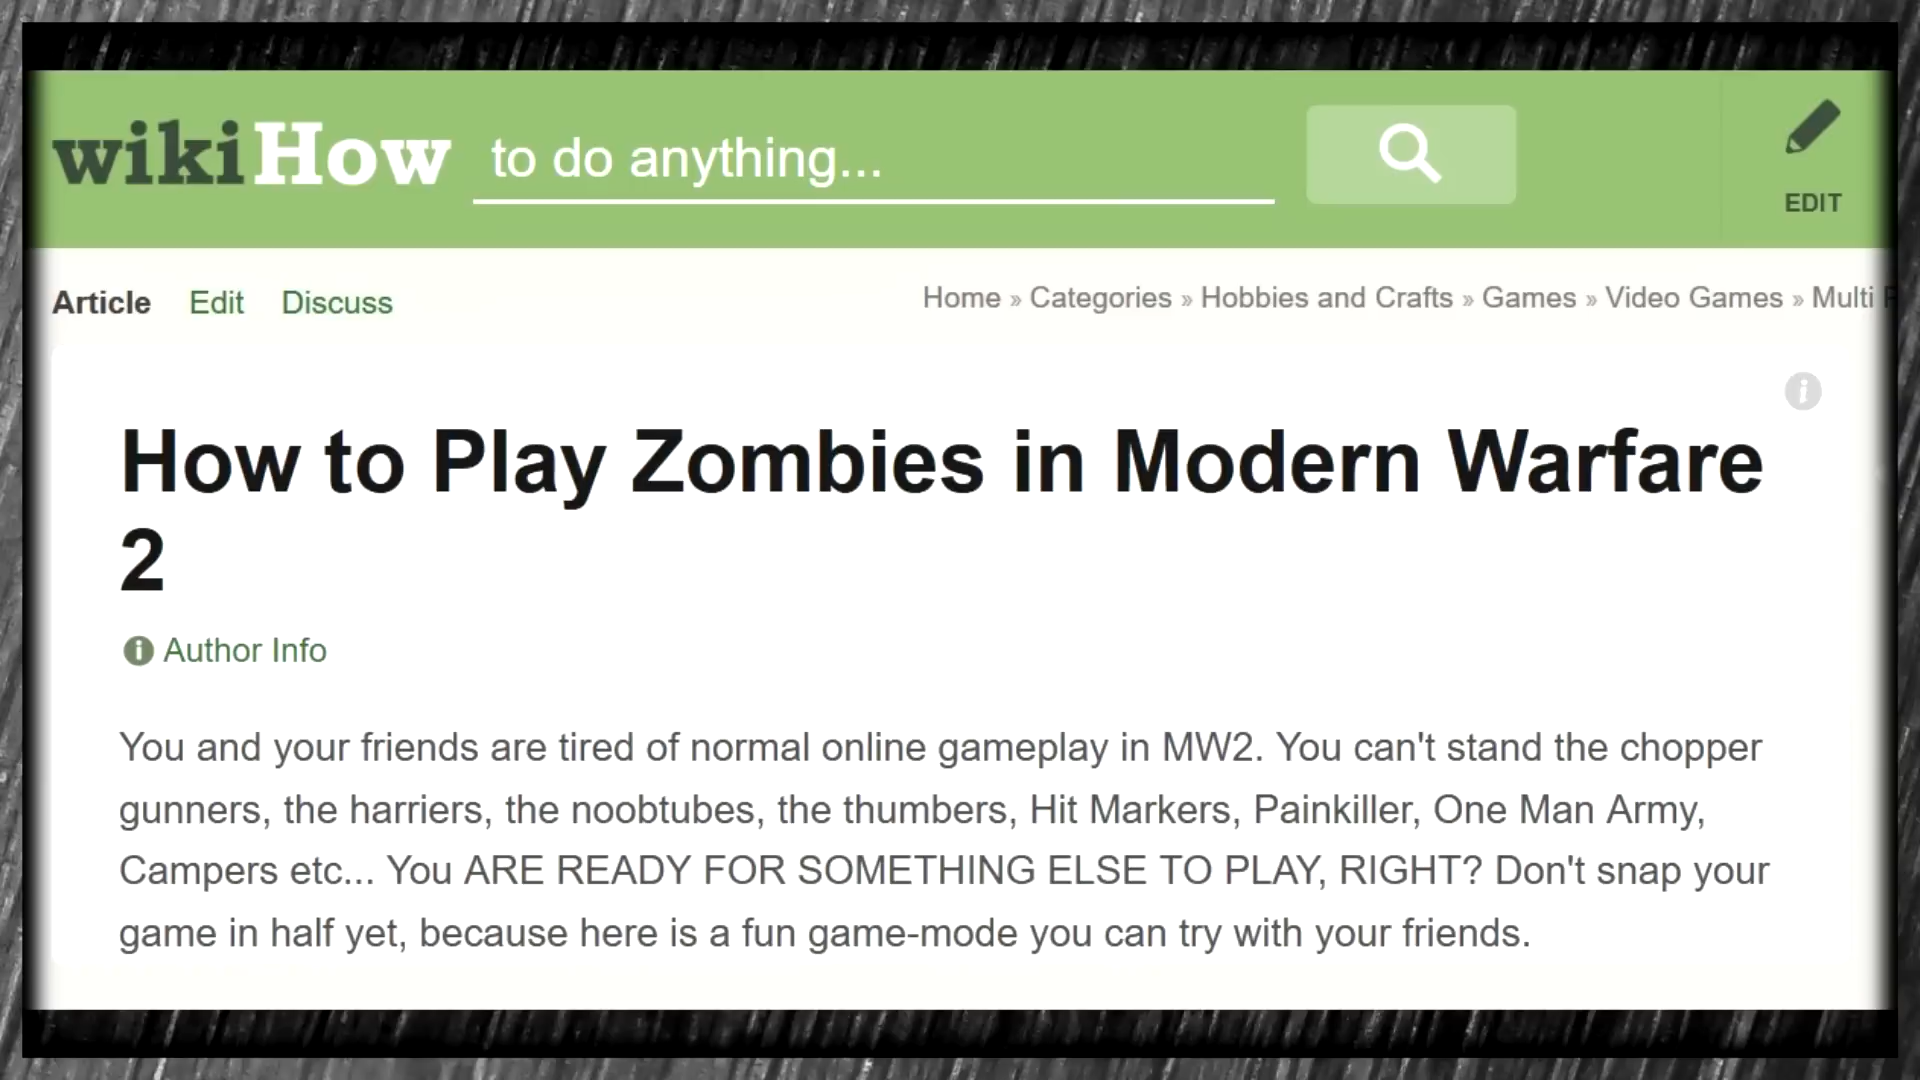 wikiHow to do anything...
EDIT
Article Edit Discuss
Home » Categories » Hobbies and Crafts » Games » Video Games » Multi
How to Play Zombies in Modern Warfare
2
Author Info
You and your friends are tired of normal online gameplay in MW2. You can't stand the chopper
gunners, the harriers, the noobtubes, the thumbers, Hit Markers, Painkiller, One Man Army,
Campers etc... You ARE READY FOR SOMETHING ELSE TO PLAY, RIGHT? Don't snap your
game in half yet, because here is a fun game-mode you can try with your friends.